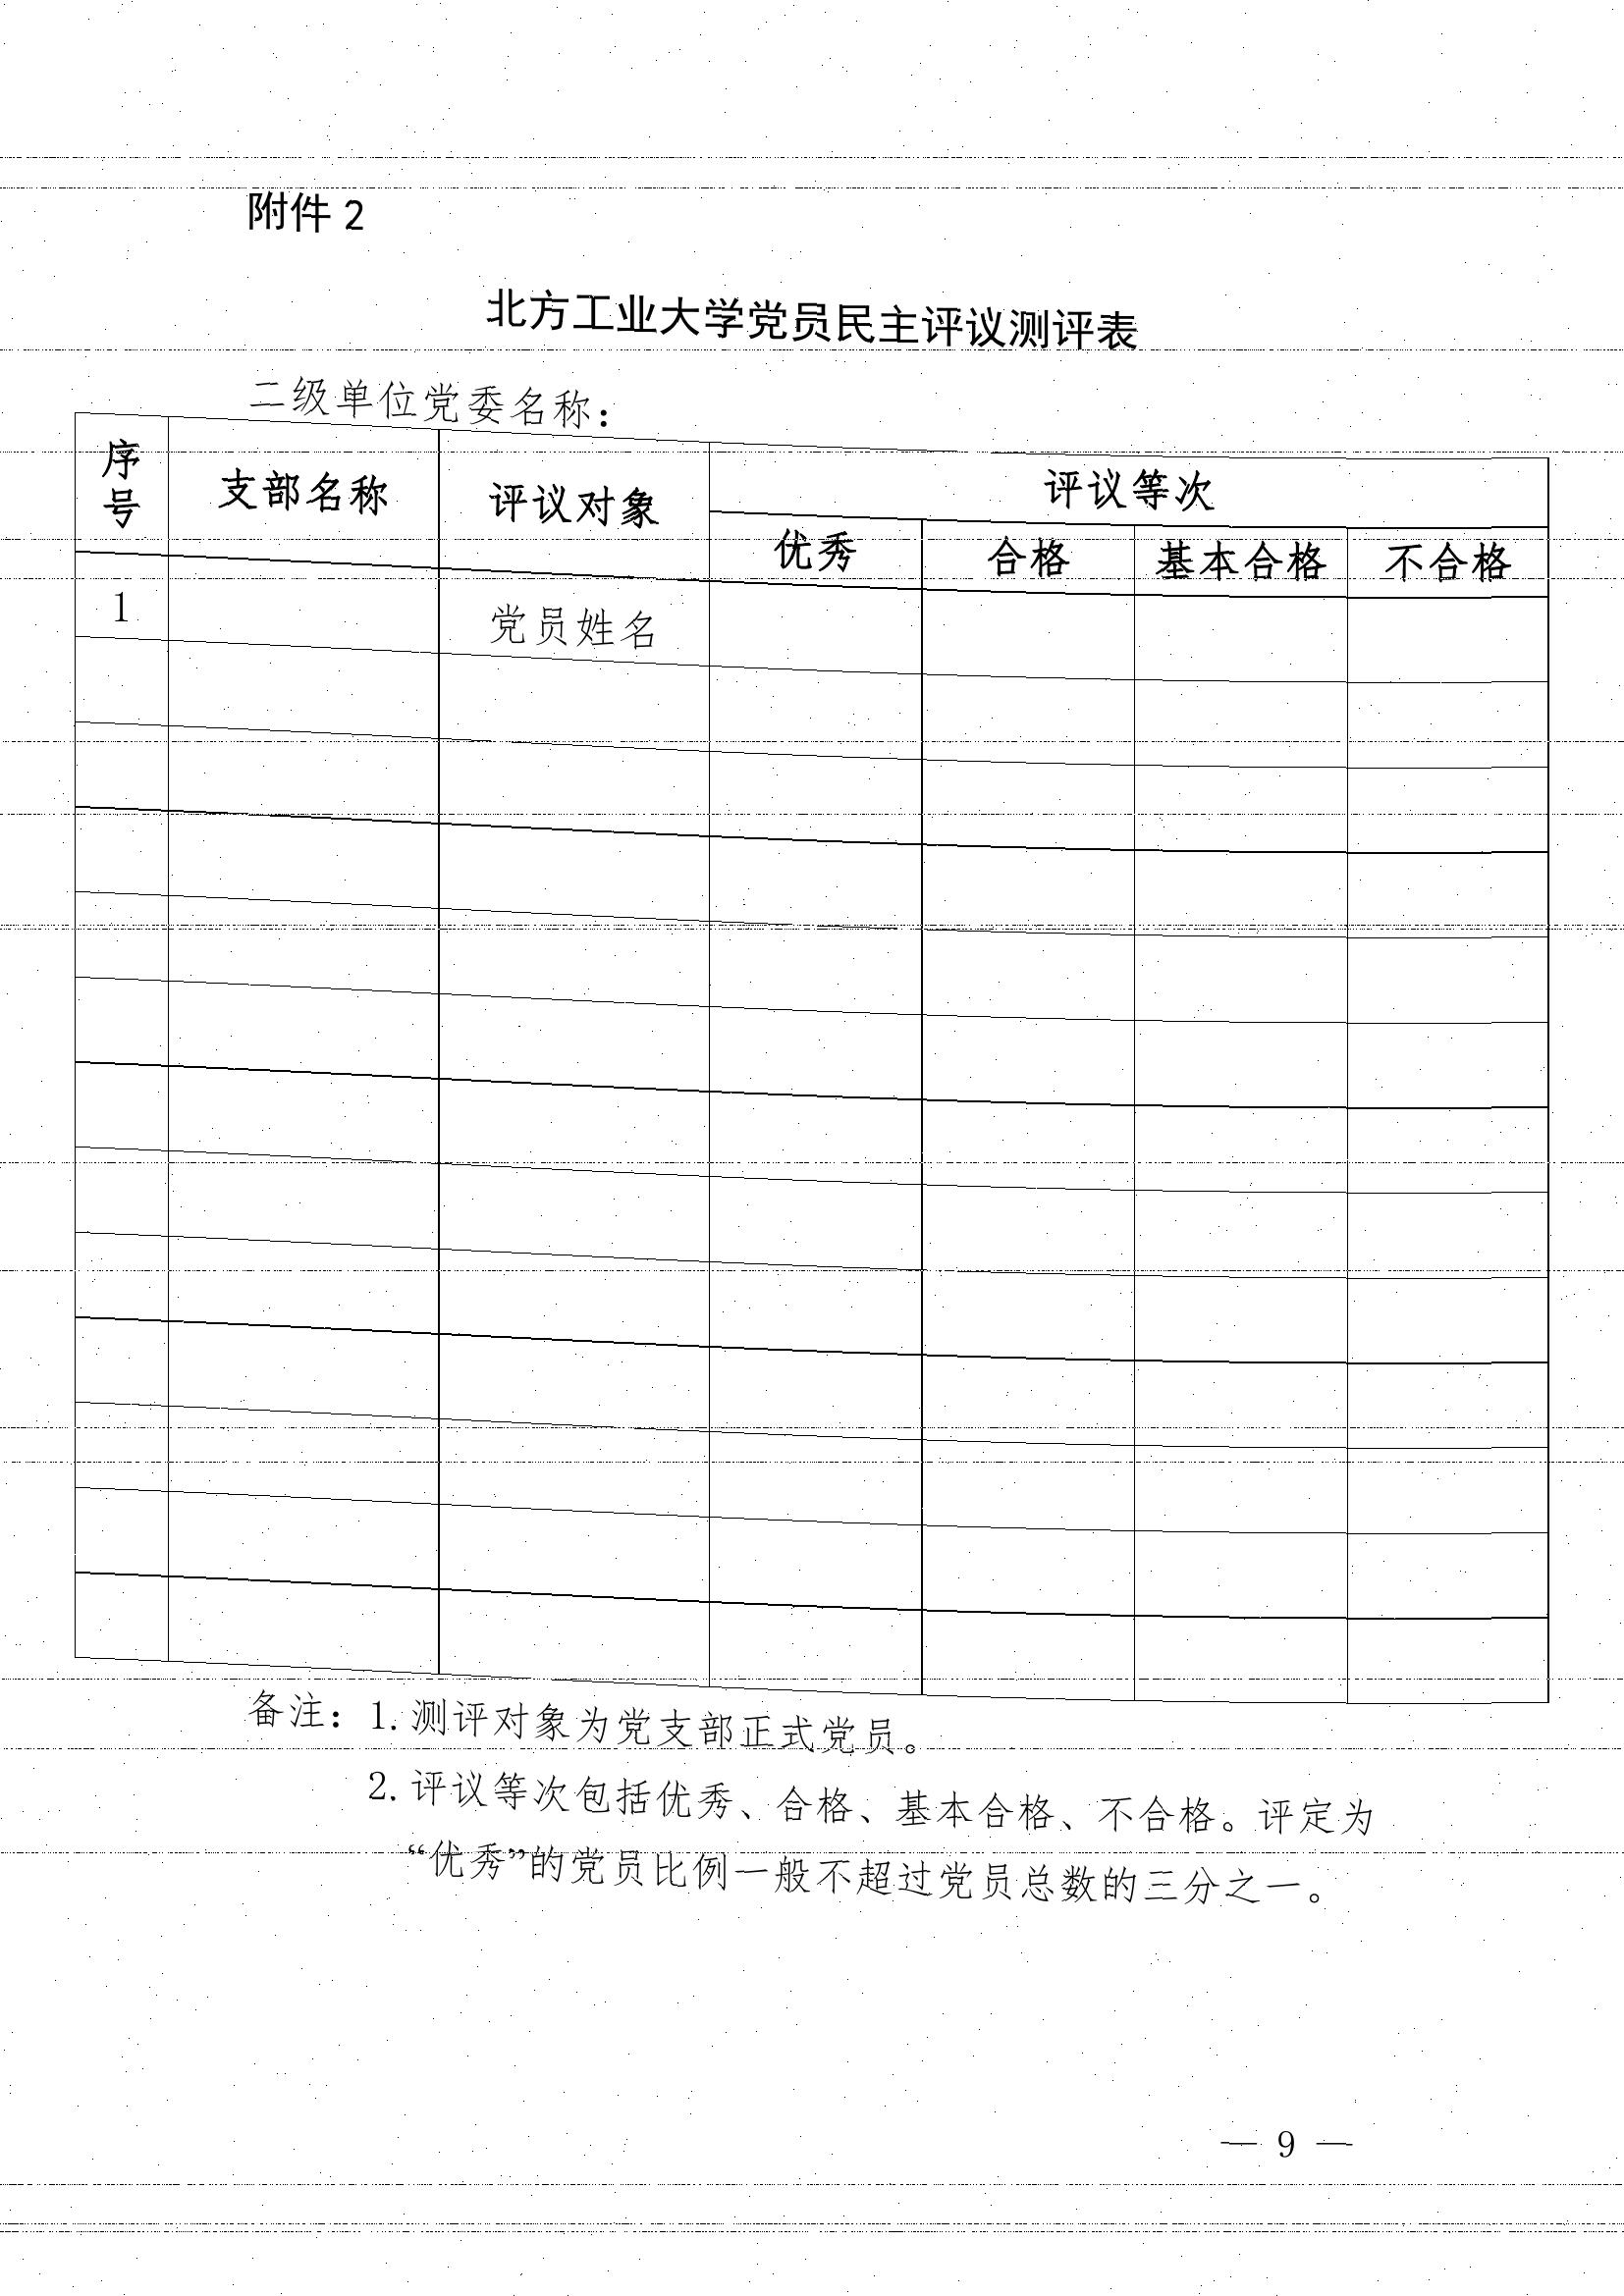 附件 2
北方工业大学党员民主评议测评表
二级单位党委名称：
序号 支部名称 评议对象 评议等次
优秀 合格 基本合格 不合格
1 党员姓名
备注：1. 测评对象为党支部正式党员。
2. 评议等次包括优秀、合格、基本合格、不合格。评定为
“优秀”的党员比例一般不超过党员总数的三分之一。
— 9 —